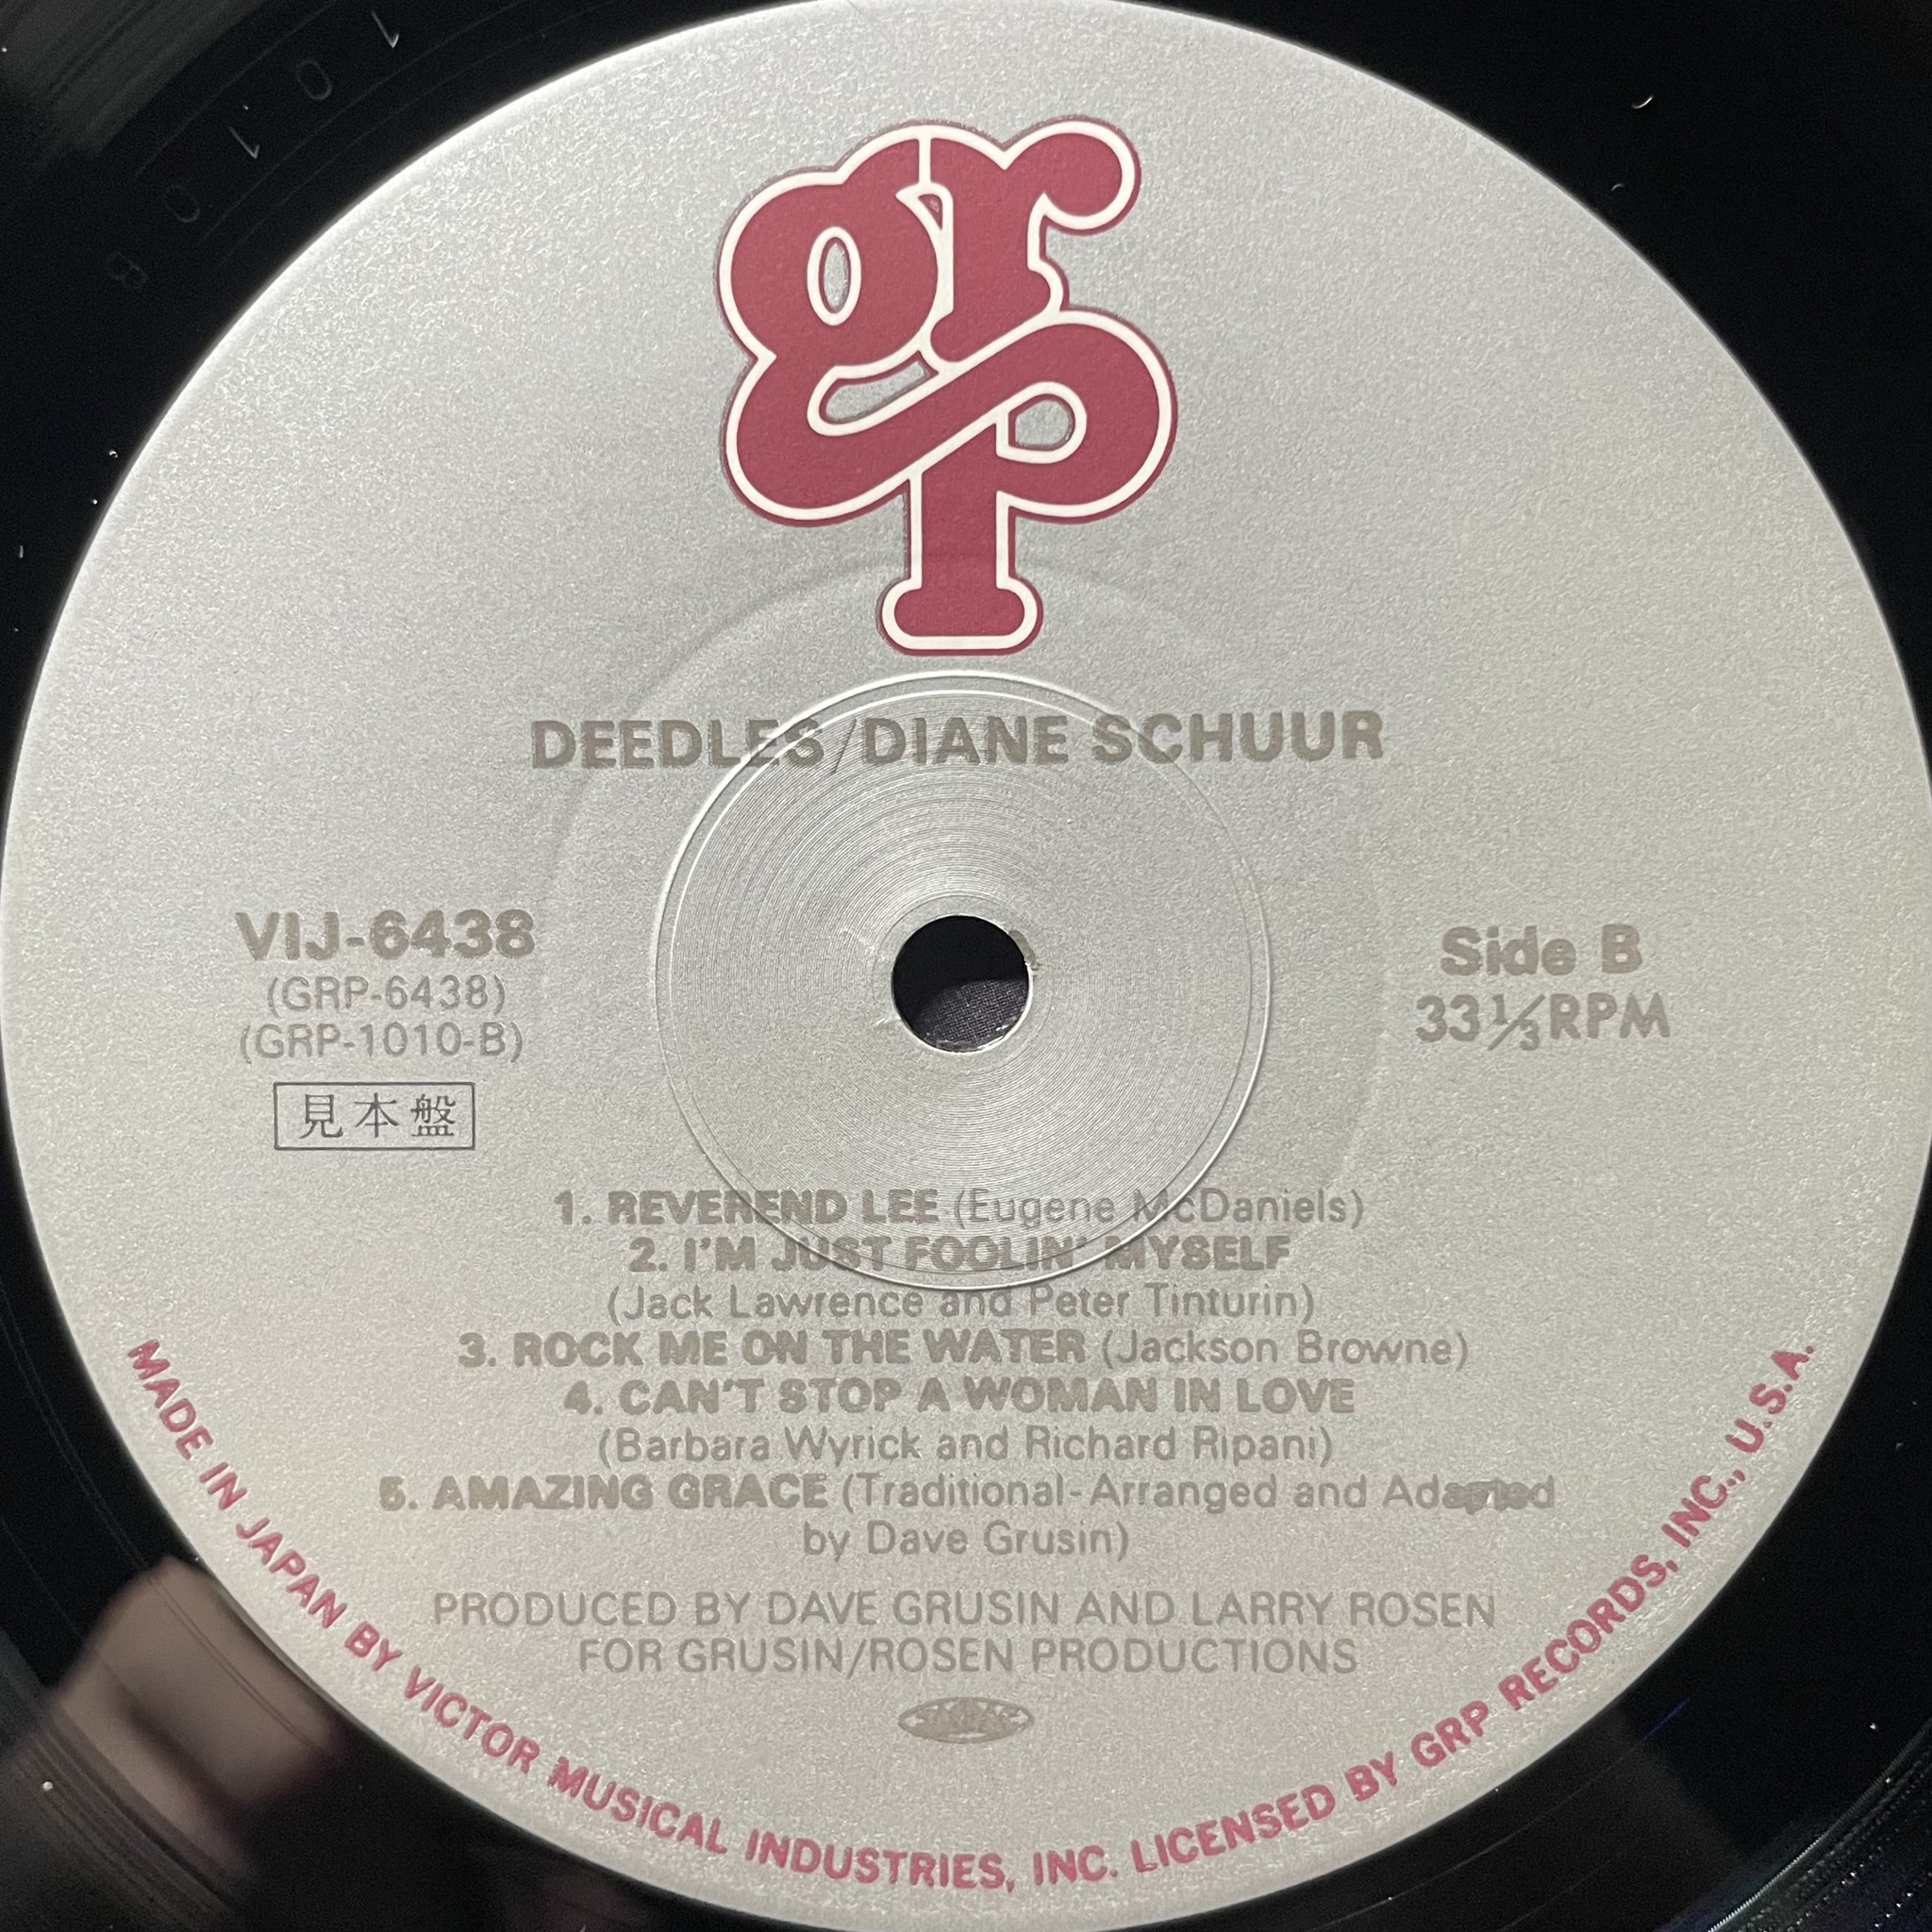 grp
DEEDLES/DIANE SCHUUR
VIJ-6438
(GRP-6438)
(GRP-1010-B)
見本盤
Side B
33⅓RPM
1. REVEREND LEE (Eugene McDaniels)
2. I'M JUST FOOLIN' MYSELF
(Jack Lawrence and Peter Tinturin)
3. ROCK ME ON THE WATER (Jackson Browne)
4. CAN'T STOP A WOMAN IN LOVE
(Barbara Wyrick and Richard Ripani)
5. AMAZING GRACE (Traditional-Arranged and Adapted
by Dave Grusin)
PRODUCED BY DAVE GRUSIN AND LARRY ROSEN
FOR GRUSIN/ROSEN PRODUCTIONS
MADE IN JAPAN BY VICTOR MUSICAL INDUSTRIES, INC. LICENSED BY GRP RECORDS, INC., U.S.A.